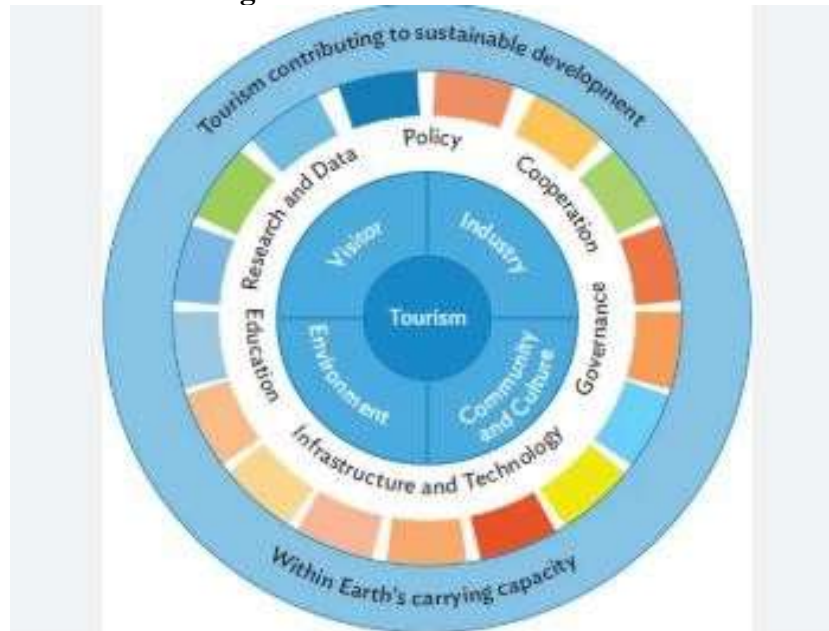 Tourism contributing to sustainable development
Policy
Cooperation
Governance
Infrastructure and Technology
Education
Research and Data
Visitor
Industry
Tourism
Environment
Community
and Culture
Within Earth's carrying capacity